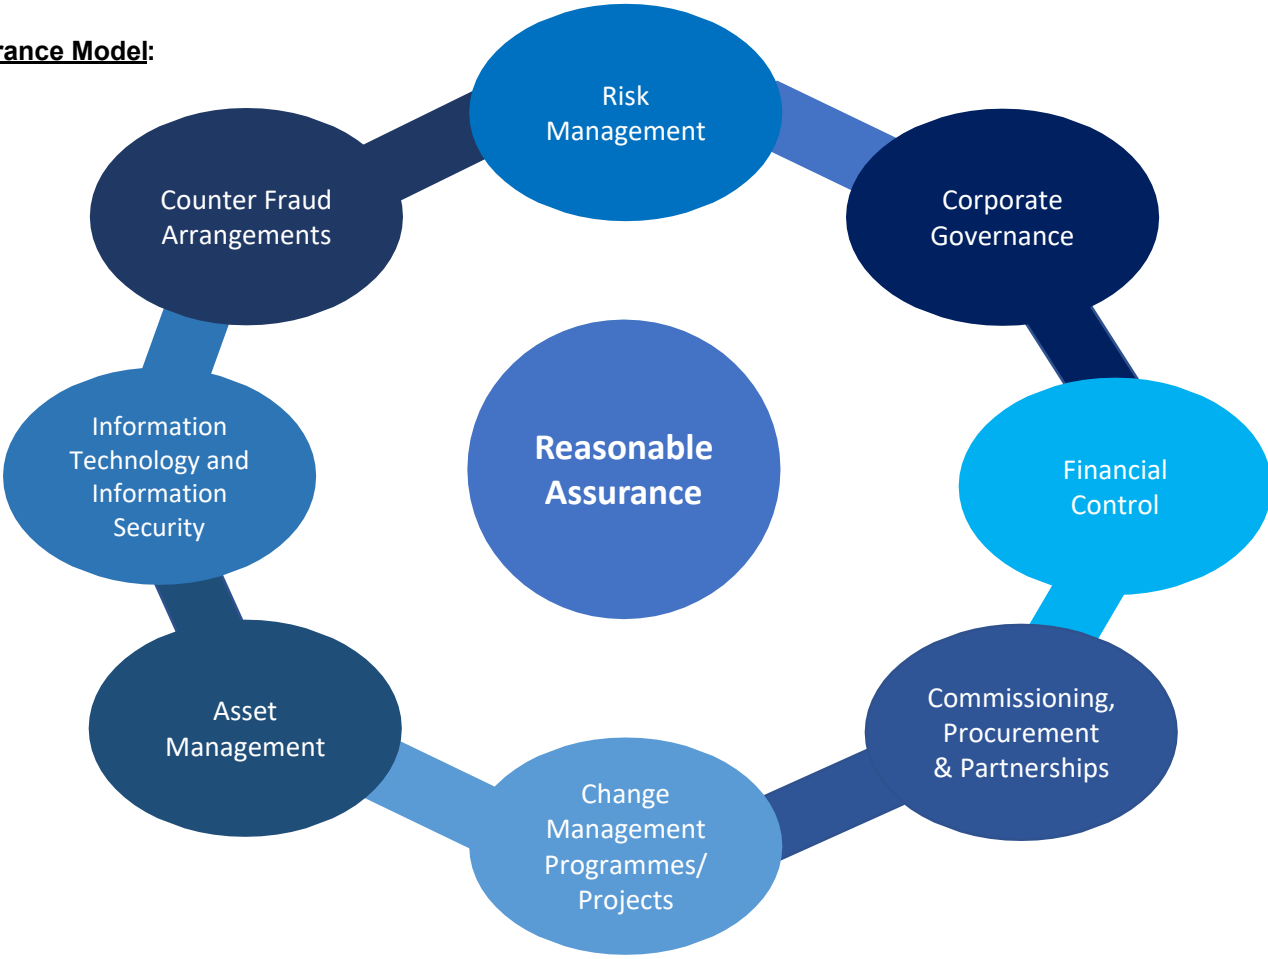 rance Model:
Risk
Management
Corporate
Governance
Financial
Control
Commissioning,
Procurement
& Partnerships
Change
Management
Programmes/
Projects
Asset
Management
Information
Technology and
Information
Security
Counter Fraud
Arrangements
Reasonable
Assurance